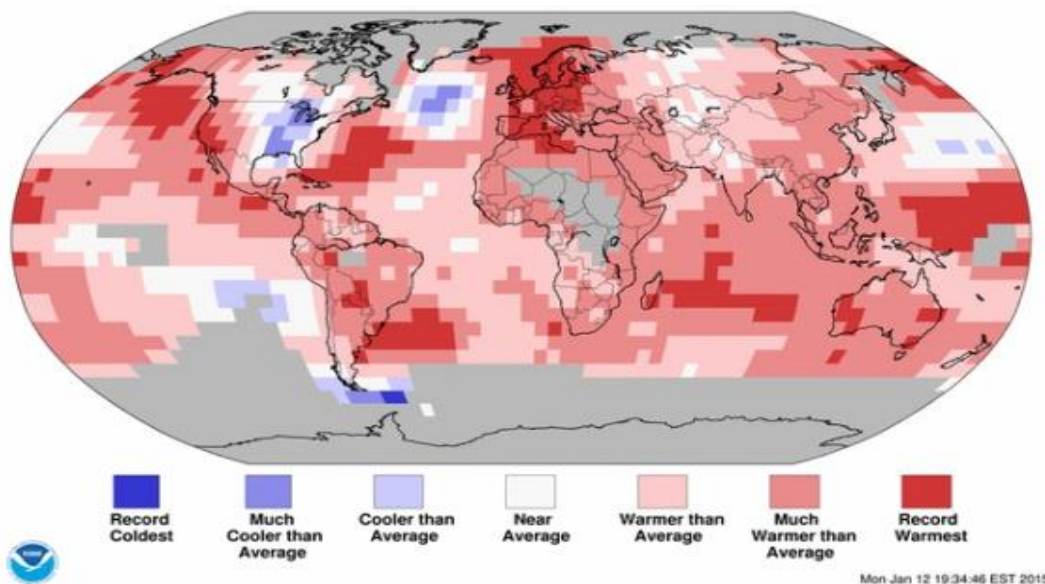 Record
Coldest
Much
Cooler than
Average
Cooler than
Average
Near
Average
Warmer than
Average
Much
Warmer than
Average
Record
Warmest
Mon Jan 12 19:34:46 EST 2015